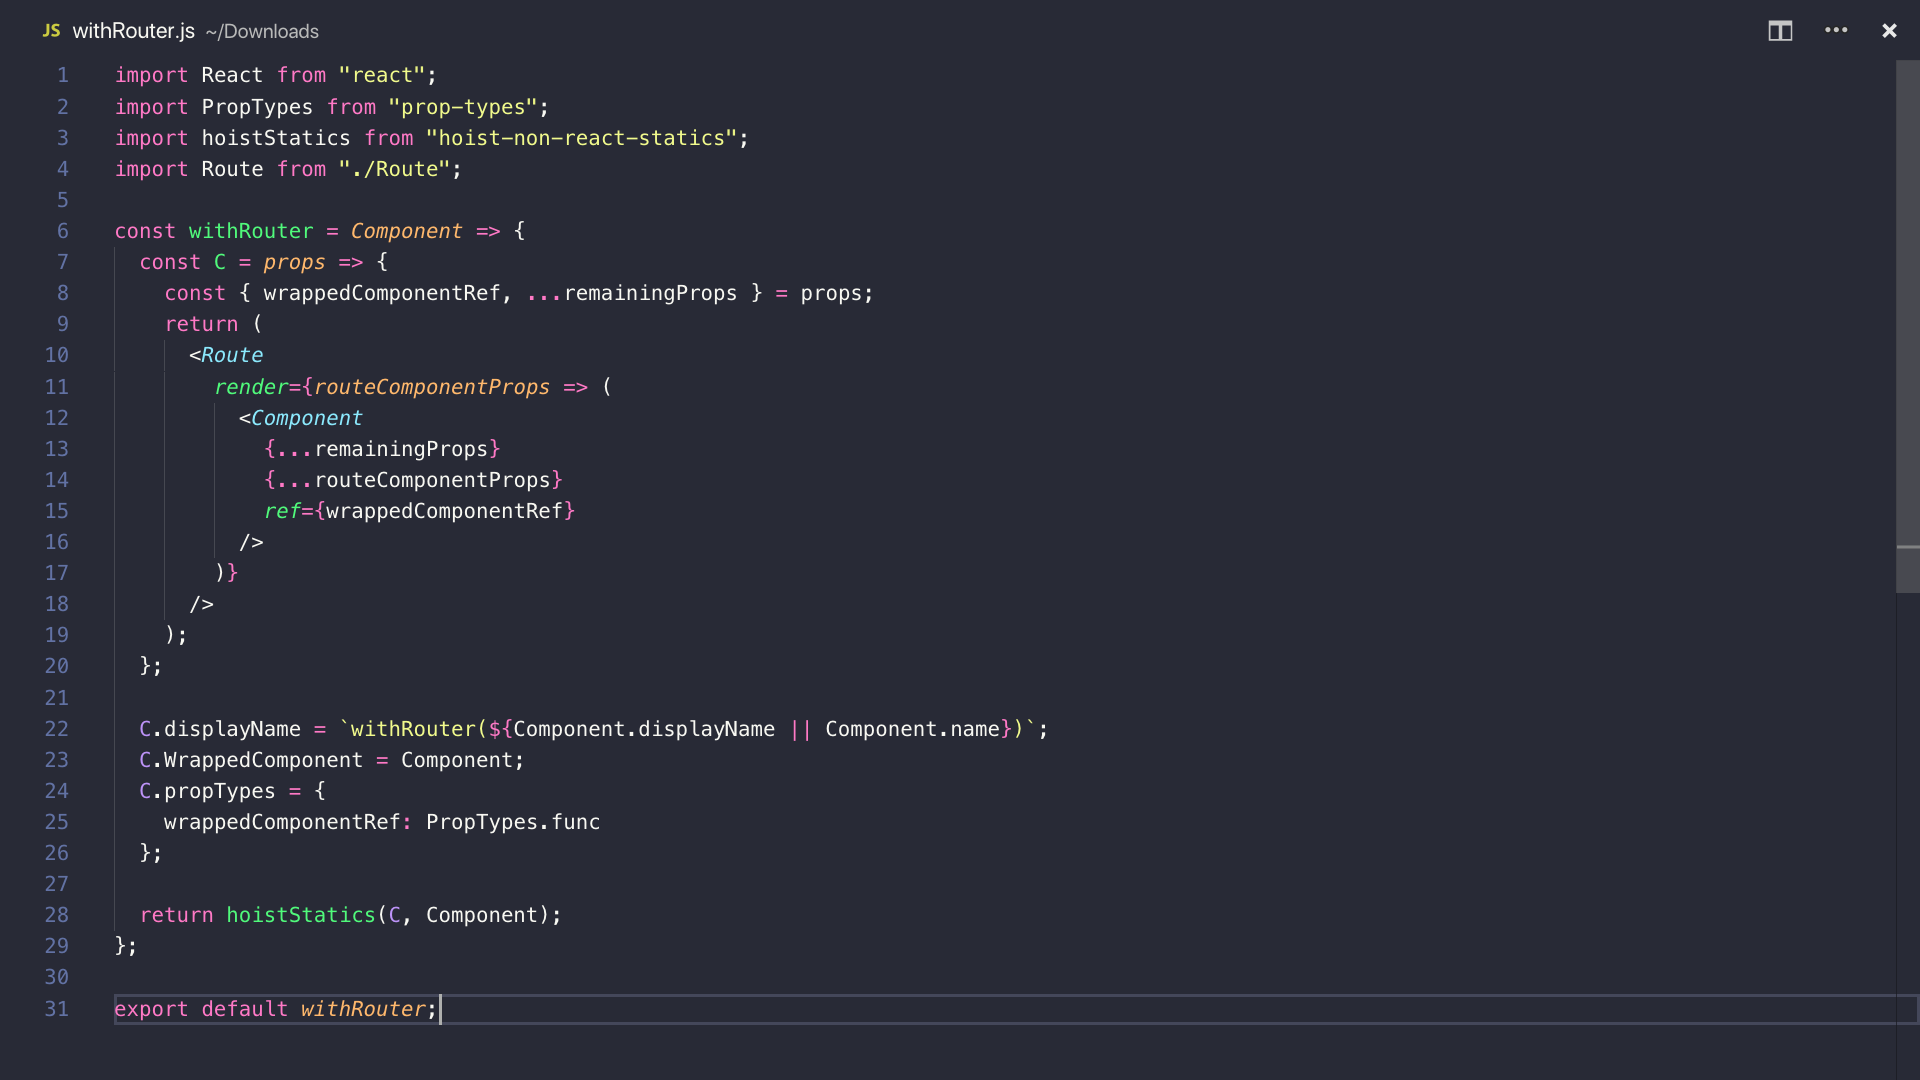 JS withRouter.js ~/Downloads
1 import React from "react";
2 import PropTypes from "prop-types";
3 import hoistStatics from "hoist-non-react-statics";
4 import Route from "./Route";
5
6 const withRouter = Component => {
7   const C = props => {
8     const { wrappedComponentRef, ...remainingProps } = props;
9     return (
10       <Route
11         render={routeComponentProps => (
12           <Component
13             {...remainingProps}
14             {...routeComponentProps}
15             ref={wrappedComponentRef}
16           />
17         )}
18       />
19     );
20   };
21
22   C.displayName = `withRouter(${Component.displayName || Component.name})`;
23   C.WrappedComponent = Component;
24   C.propTypes = {
25     wrappedComponentRef: PropTypes.func
26   };
27
28   return hoistStatics(C, Component);
29 };
30
31 export default withRouter;